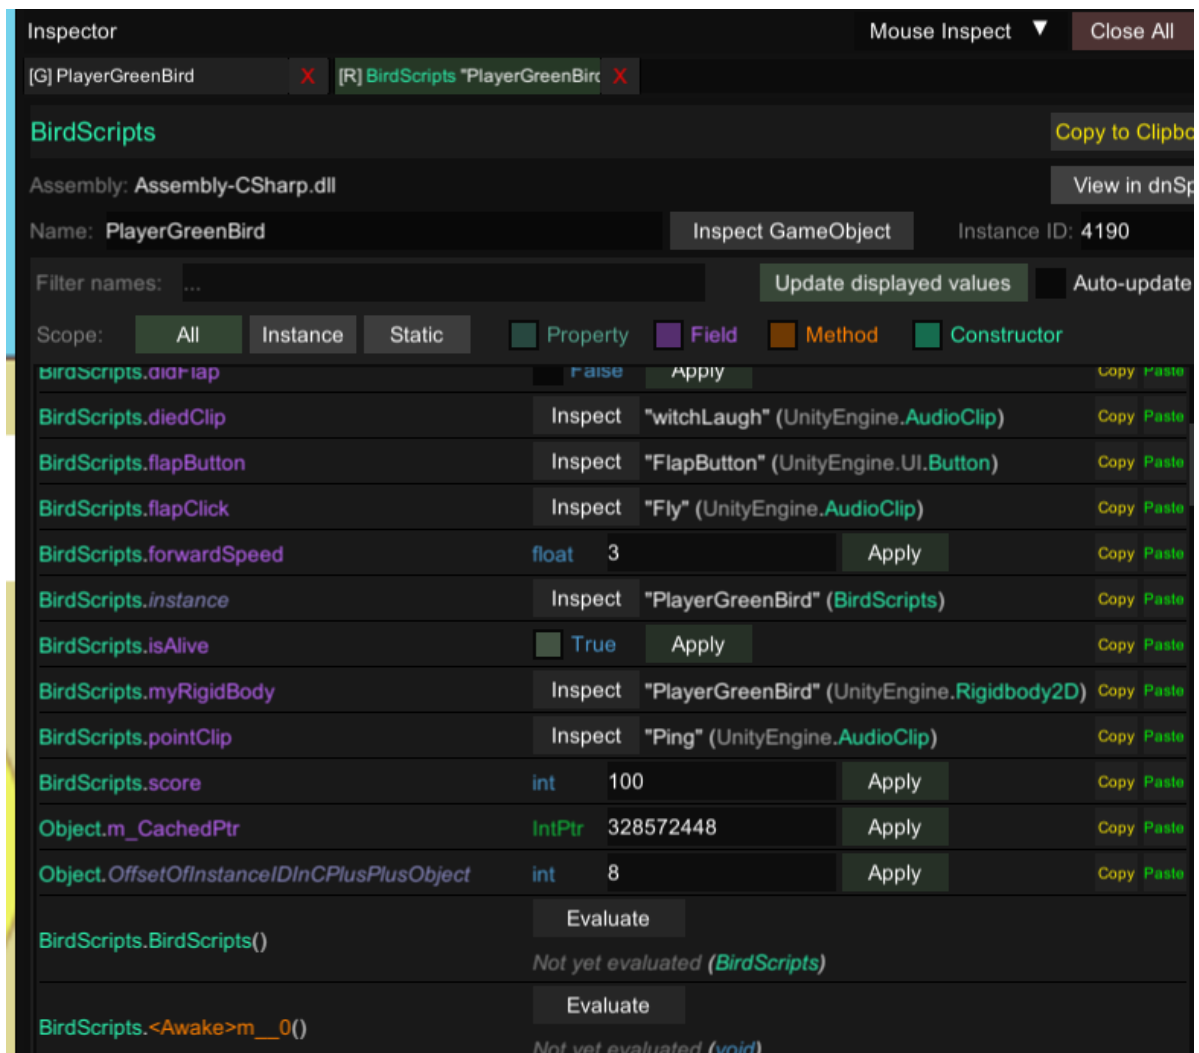 Inspector Mouse Inspect ▼ Close All
[G] PlayerGreenBird X [R] BirdScripts "PlayerGreenBird X
BirdScripts Copy to Clipbo
Assembly: Assembly-CSharp.dll View in dnSp
Name: PlayerGreenBird Inspect GameObject Instance ID: 4190
Filter names: ... Update displayed values Auto-update
Scope: All Instance Static Property Field Method Constructor
BirdScripts.didFlap False Apply Copy Paste
BirdScripts.diedClip Inspect "witchLaugh" (UnityEngine.AudioClip) Copy Paste
BirdScripts.flapButton Inspect "FlapButton" (UnityEngine.UI.Button) Copy Paste
BirdScripts.flapClick Inspect "Fly" (UnityEngine.AudioClip) Copy Paste
BirdScripts.forwardSpeed float 3 Apply Copy Paste
BirdScripts.instance Inspect "PlayerGreenBird" (BirdScripts) Copy Paste
BirdScripts.isAlive True Apply Copy Paste
BirdScripts.myRigidBody Inspect "PlayerGreenBird" (UnityEngine.Rigidbody2D) Copy Paste
BirdScripts.pointClip Inspect "Ping" (UnityEngine.AudioClip) Copy Paste
BirdScripts.score int 100 Apply Copy Paste
Object.m_CachedPtr IntPtr 328572448 Apply Copy Paste
Object.OffsetOfInstanceIDInCPlusPlusObject int 8 Apply Copy Paste
Evaluate
BirdScripts.BirdScripts()
Not yet evaluated (BirdScripts)
Evaluate
BirdScripts.<Awake>m__0()
Not yet evaluated (void)